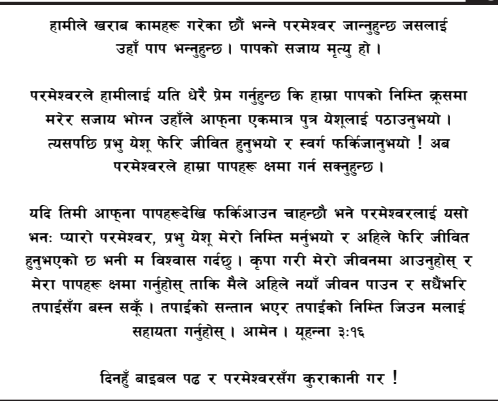 हामीले खराब कामहरू गरेका छौं भन्ने परमेश्वर जान्नुहुन्छ जसलाई
उहाँ पाप भन्नुहुन्छ । पापको सजाय मृत्यु हो ।
परमेश्वरले हामीलाई यति धेरै प्रेम गर्नुहुन्छ कि हाम्रा पापको निम्ति क्रूसमा
मरेर सजाय भोग्न उहाँले आफ्ना एकमात्र पुत्र येशूलाई पठाउनुभयो ।
त्यसपछि प्रभु येशू फेरि जीवित हुनुभयो र स्वर्ग फर्किजानुभयो ! अब
परमेश्वरले हाम्रा पापहरू क्षमा गर्न सक्नुहुन्छ ।
यदि तिमी आफ्ना पापहरूदेखि फर्किआउन चाहन्छौ भने परमेश्वरलाई यसो
भनः प्यारो परमेश्वर, प्रभु येशू मेरो निम्ति मर्नुभयो र अहिले फेरि जीवित
हुनुभएको छ भनी म विश्वास गर्दछु । कृपा गरी मेरो जीवनमा आउनुहोस् र
मेरा पापहरू क्षमा गर्नुहोस् ताकि मैले अहिले नयाँ जीवन पाउन र सधैंभरि
तपाईंसँग बस्न सकूँ । तपाईंको सन्तान भएर तपाईंको निम्ति जिउन मलाई
सहायता गर्नुहोस् । आमेन । यूहन्ना ३:१६
दिनहुँ बाइबल पढ र परमेश्वरसँग कुराकानी गर !